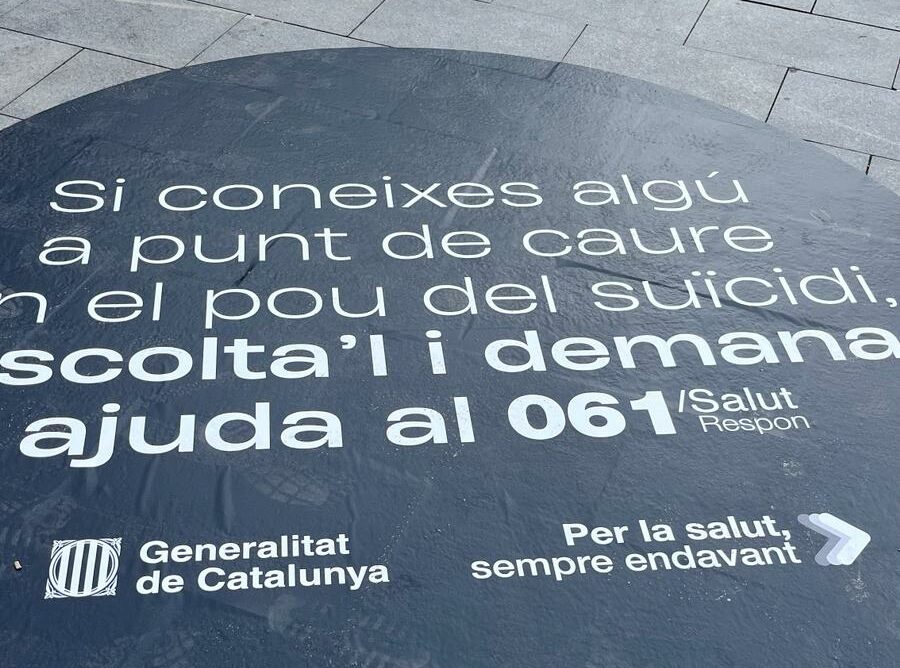 Si coneixes algú
a punt de caure
n el pou del suïcidi,
scolta'l i demana
ajuda al 061/Salut
Respon
Generalitat
de Catalunya
Per la salut,
sempre endavant